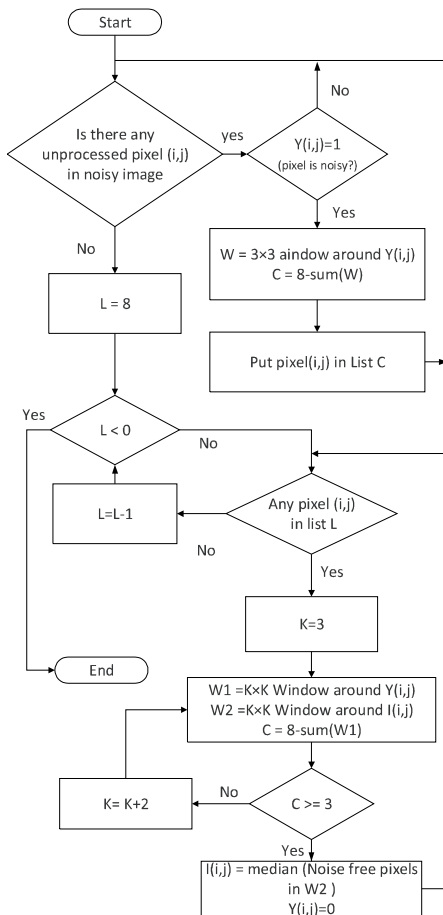 Start
Is there any
unprocessed pixel (i,j)
in noisy image
yes
No
Y(i,j)=1
(pixel is noisy?)
Yes
No
W = 3×3 aindow around Y(i,j)
C = 8-sum(W)
L = 8
Put pixel(i,j) in List C
Yes
L < 0
No
L=L-1
Any pixel (i,j)
in list L
No
Yes
K=3
End
W1 =K×K Window around Y(i,j)
W2 =K×K Window around I(i,j)
C = 8-sum(W1)
K= K+2
No
C >= 3
Yes
I(i,j) = median (Noise free pixels
in W2 )
Y(i,j)=0